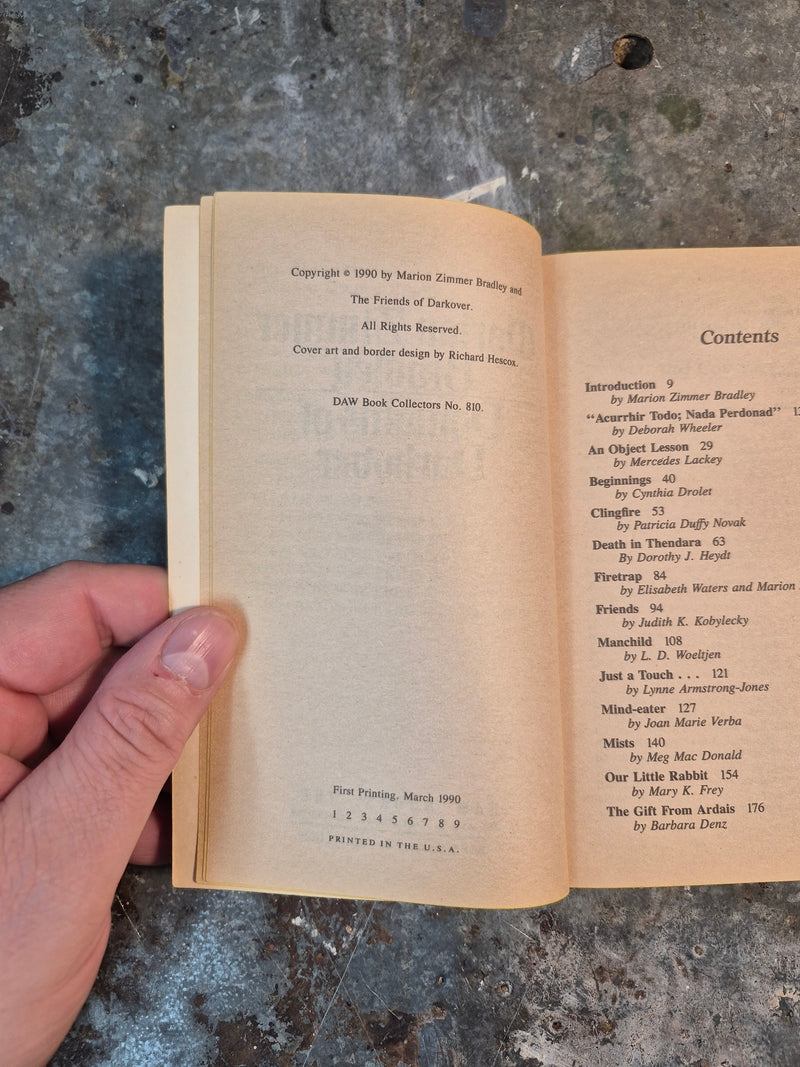 Copyright © 1990 by Marion Zimmer Bradley and
The Friends of Darkover.
All Rights Reserved.
Cover art and border design by Richard Hescox.
DAW Book Collectors No. 810.
First Printing, March 1990
1 2 3 4 5 6 7 8 9
PRINTED IN THE U.S.A.
Contents
Introduction 9
by Marion Zimmer Bradley
“Acurrhir Todo; Nada Perdonad”
by Deborah Wheeler
An Object Lesson 29
by Mercedes Lackey
Beginnings 40
by Cynthia Drolet
Clingfire 53
by Patricia Duffy Novak
Death in Thendara 63
By Dorothy J. Heydt
Firetrap 84
by Elisabeth Waters and Marion
Friends 94
by Judith K. Kobylecky
Manchild 108
by L. D. Woeltjen
Just a Touch . . . 121
by Lynne Armstrong-Jones
Mind-eater 127
by Joan Marie Verba
Mists 140
by Meg Mac Donald
Our Little Rabbit 154
by Mary K. Frey
The Gift From Ardais 176
by Barbara Denz